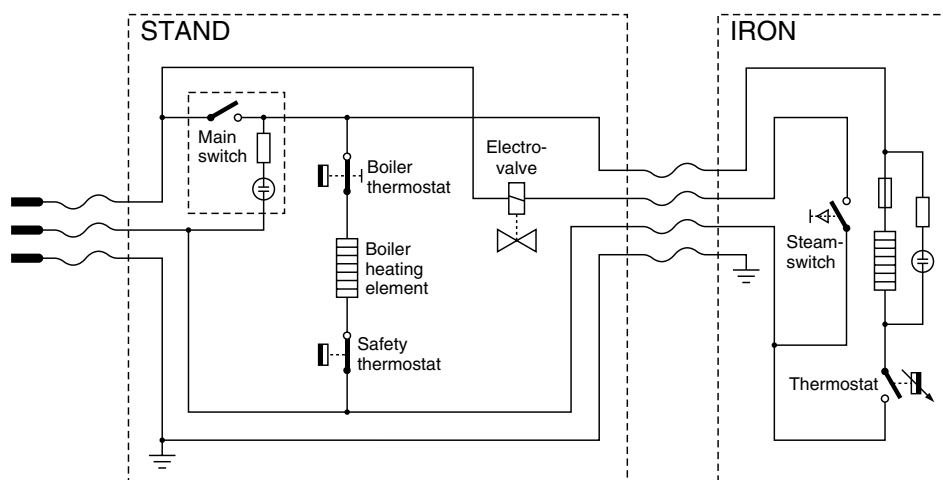 STAND
IRON
Main
switch
Boiler
thermostat
Electro-
valve
Steam-
switch
Boiler
heating
element
Safety
thermostat
Thermostat